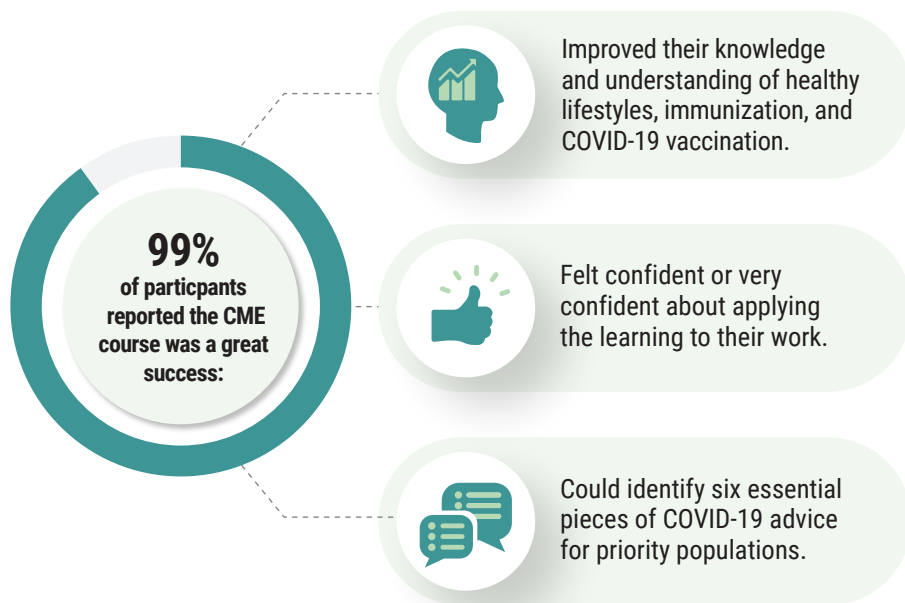 99%
of particpants
reported the CME
course was a great
success:
Improved their knowledge
and understanding of healthy
lifestyles, immunization, and
COVID-19 vaccination.
Felt confident or very
confident about applying
the learning to their work.
Could identify six essential
pieces of COVID-19 advice
for priority populations.